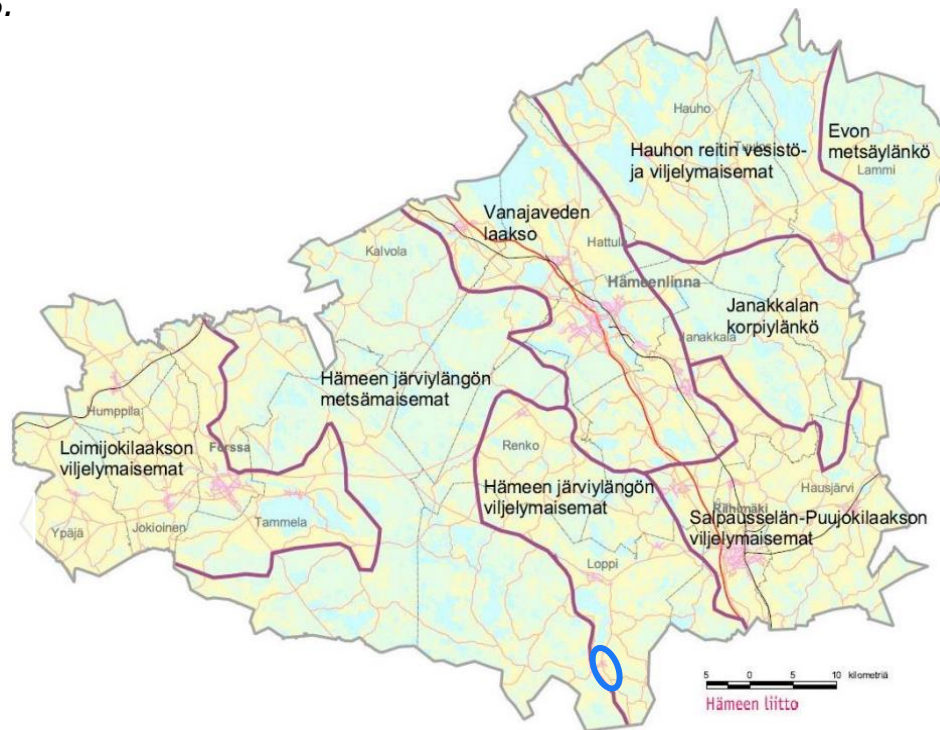 Hauho
Evon
metsäylänkö
Hauhon reitin vesistö-
ja viljelymaisemat
Lammi
Vanajaveden
laakso
Hattula
Kalvola
Hämeenlinna
Janakkalan
korpiylänkö
Janakkala
Hämeen järviylängön
metsämaisemat
Humppila
Renko
Loimijokilaakson
viljelymaisemat
Forssa
Hämeen järviylängön
viljelymaisemat
Hausjärvi
Riihimäki
Salpausselän-Puujokilaakson
viljelymaisemat
Ypäjä
Jokioinen
Tammela
Loppi
5 0 5 10 kilometriä
Hämeen liitto